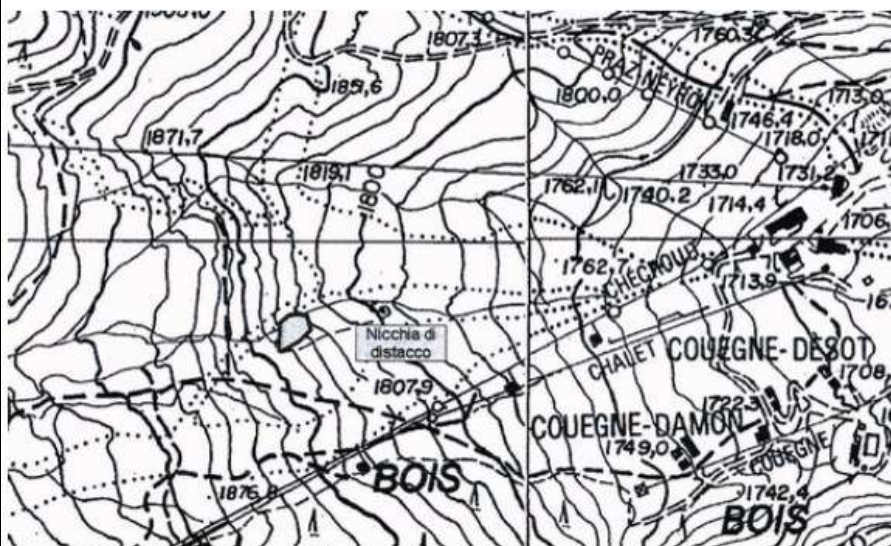 1807,3
1760,3
PRAZ-NEYRON
1851,6
1800,0
1713,0
1746,4
1718,0
1871,7
1819,1
1800
1733,0
1731,2
1762,1
1740,2
1714,4
1706
1762,7
CHECROUIT
1713,9
Nicchia di
distacco
CHALET
COUEGNE-DESOT
1807,9
1708,
1722,3
COUEGNE-DAMON
1749,0
COUEGNE
BOIS
1876,8
1742,4
BOIS